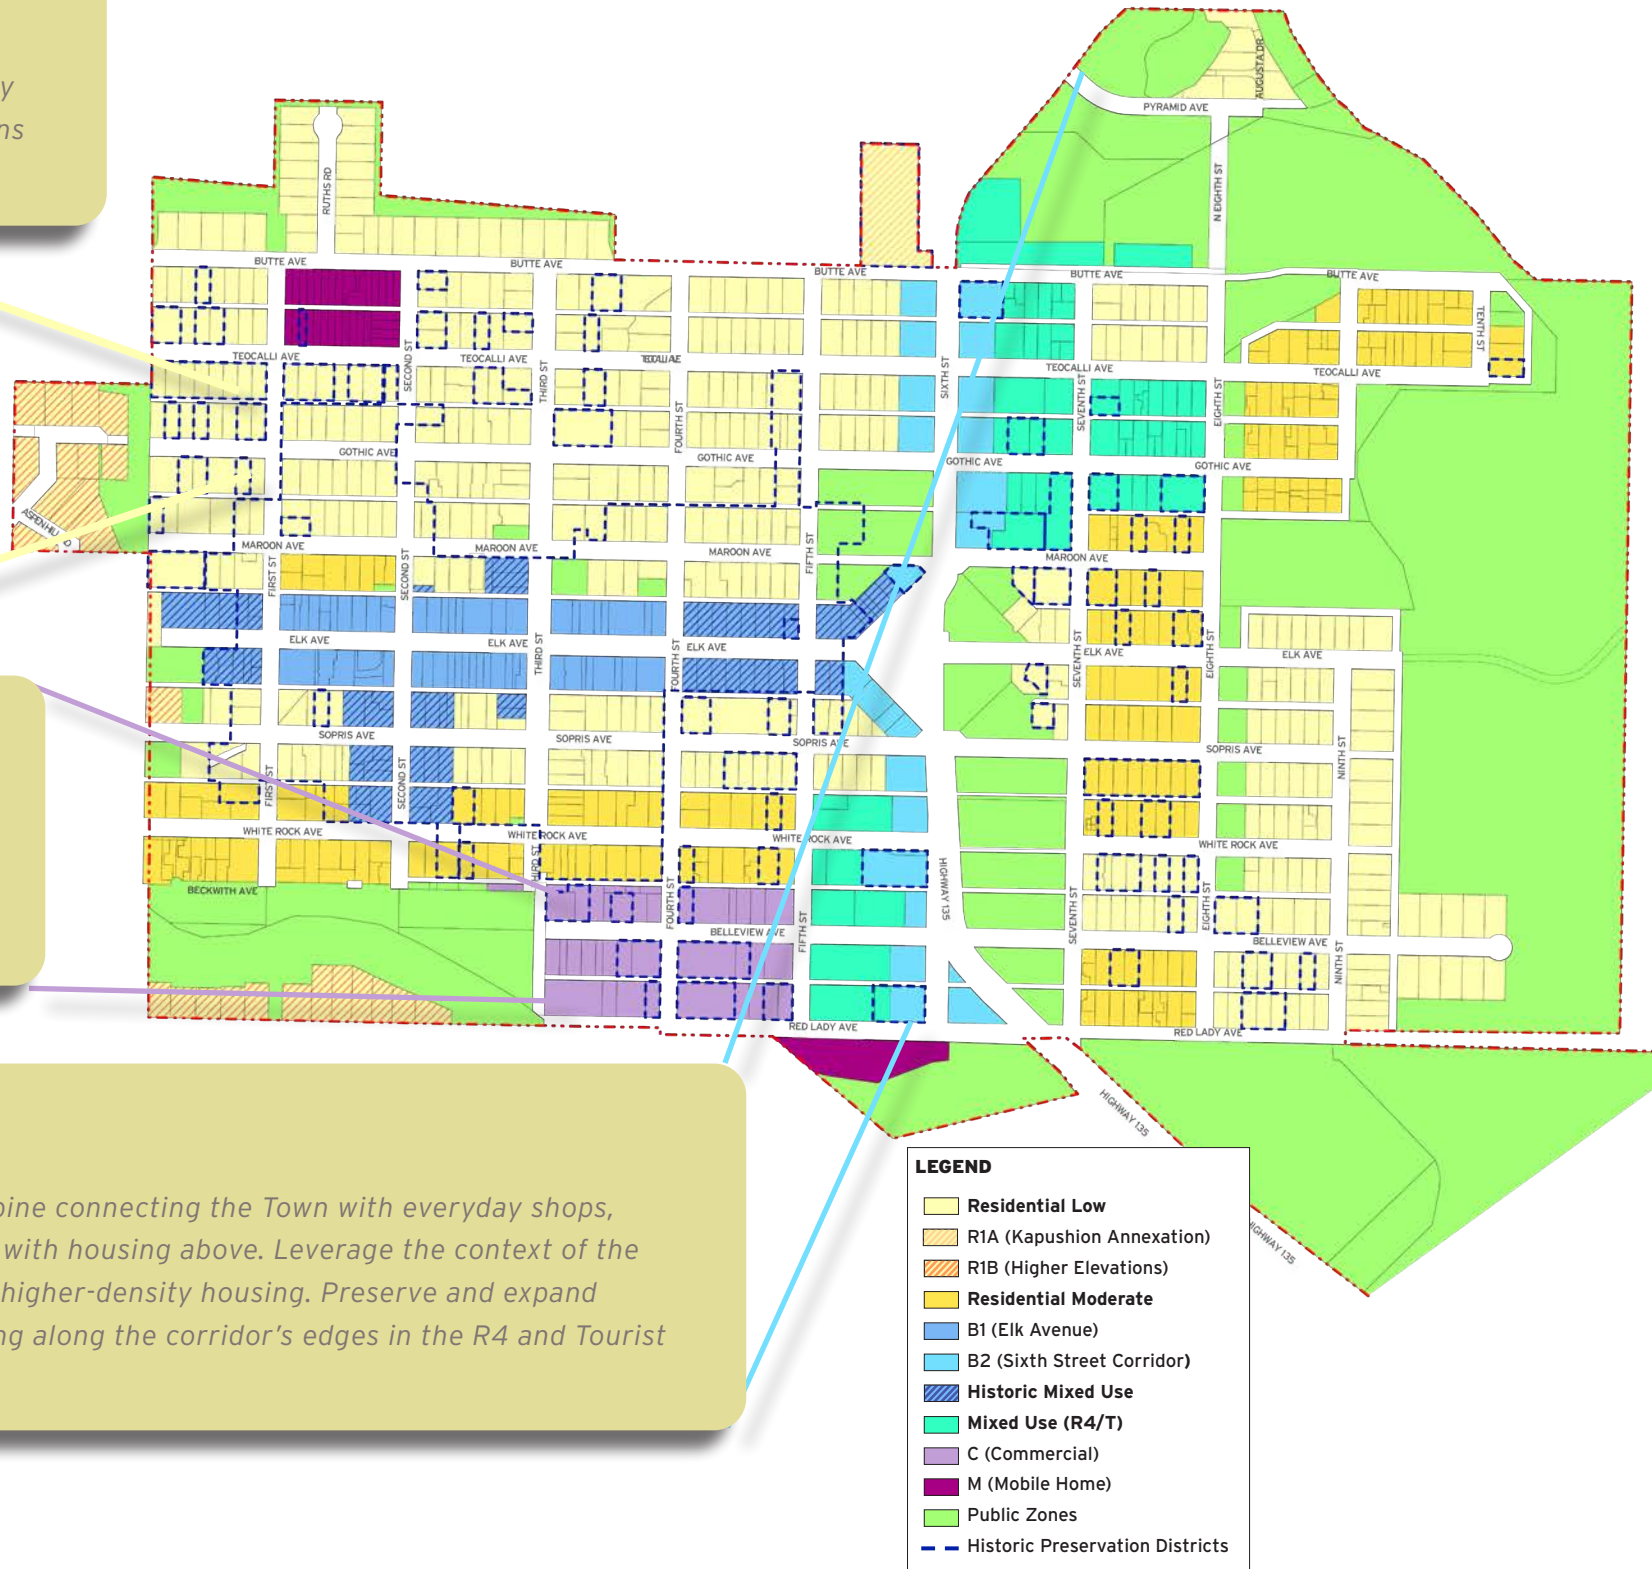 y
ns
AUGUSTA DR.
PYRAMID AVE
RUTHS RD
N EIGHTH ST
BUTTE AVE
BUTTE AVE
BUTTE AVE
BUTTE AVE
BUTTE AVE
TENTH ST
TEOCALLI AVE
SECOND ST
TEOCALLI AVE
THIRD ST
SIXTH ST
TEOCALLI AVE
SEVENTH ST
EIGHTH ST
TEOCALLI AVE
FOURTH ST
GOTHIC AVE
GOTHIC AVE
GOTHIC AVE
GOTHIC AVE
MAROON AVE
MAROON AVE
MAROON AVE
FIFTH ST
MAROON AVE
FIRST ST
SECOND ST
ELK AVE
ELK AVE
THIRD ST
FOURTH ST
ELK AVE
SEVENTH ST
ELK AVE
EIGHTH ST
ELK AVE
SOPRIS AVE
SOPRIS AVE
SOPRIS AVE
SOPRIS AVE
NINTH ST
FIRST ST
SECOND ST
WHITE ROCK AVE
WHITE ROCK AVE
WHITE ROCK AVE
WHITE ROCK AVE
BECKWITH AVE
FOURTH ST
FIFTH ST
HIGHWAY 135
SEVENTH ST
EIGHTH ST
BELLEVIEW AVE
BELLEVIEW AVE
NINTH ST
RED LADY AVE
RED LADY AVE
HIGHWAY 135
HIGHWAY 135
pine connecting the Town with everyday shops,
with housing above. Leverage the context of the
higher-density housing. Preserve and expand
ng along the corridor's edges in the R4 and Tourist
LEGEND
Residential Low
R1A (Kapushion Annexation)
R1B (Higher Elevations)
Residential Moderate
B1 (Elk Avenue)
B2 (Sixth Street Corridor)
Historic Mixed Use
Mixed Use (R4/T)
C (Commercial)
M (Mobile Home)
Public Zones
Historic Preservation Districts